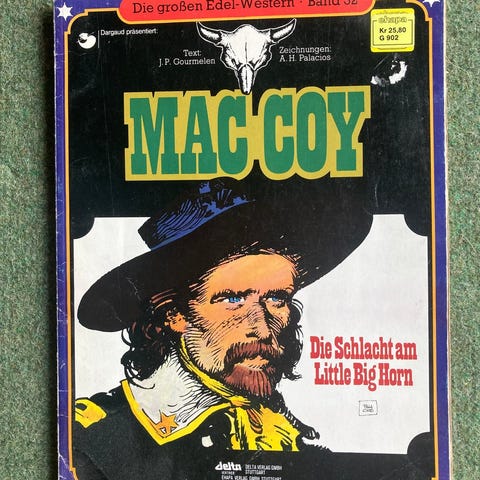 Die großen Edel-Western · Band 32
Dargaud präsentiert:
ehapa
Kr 25,80
G 902
Text:
J. P. Gourmelen
Zeichnungen:
A. H. Palacios
MAC COY
Die Schlacht am
Little Big Horn
delta
DELTA VERLAG GMBH
STUTTGART
VERTRIEB:
EHAPA VERLAG GMBH STUTTGART